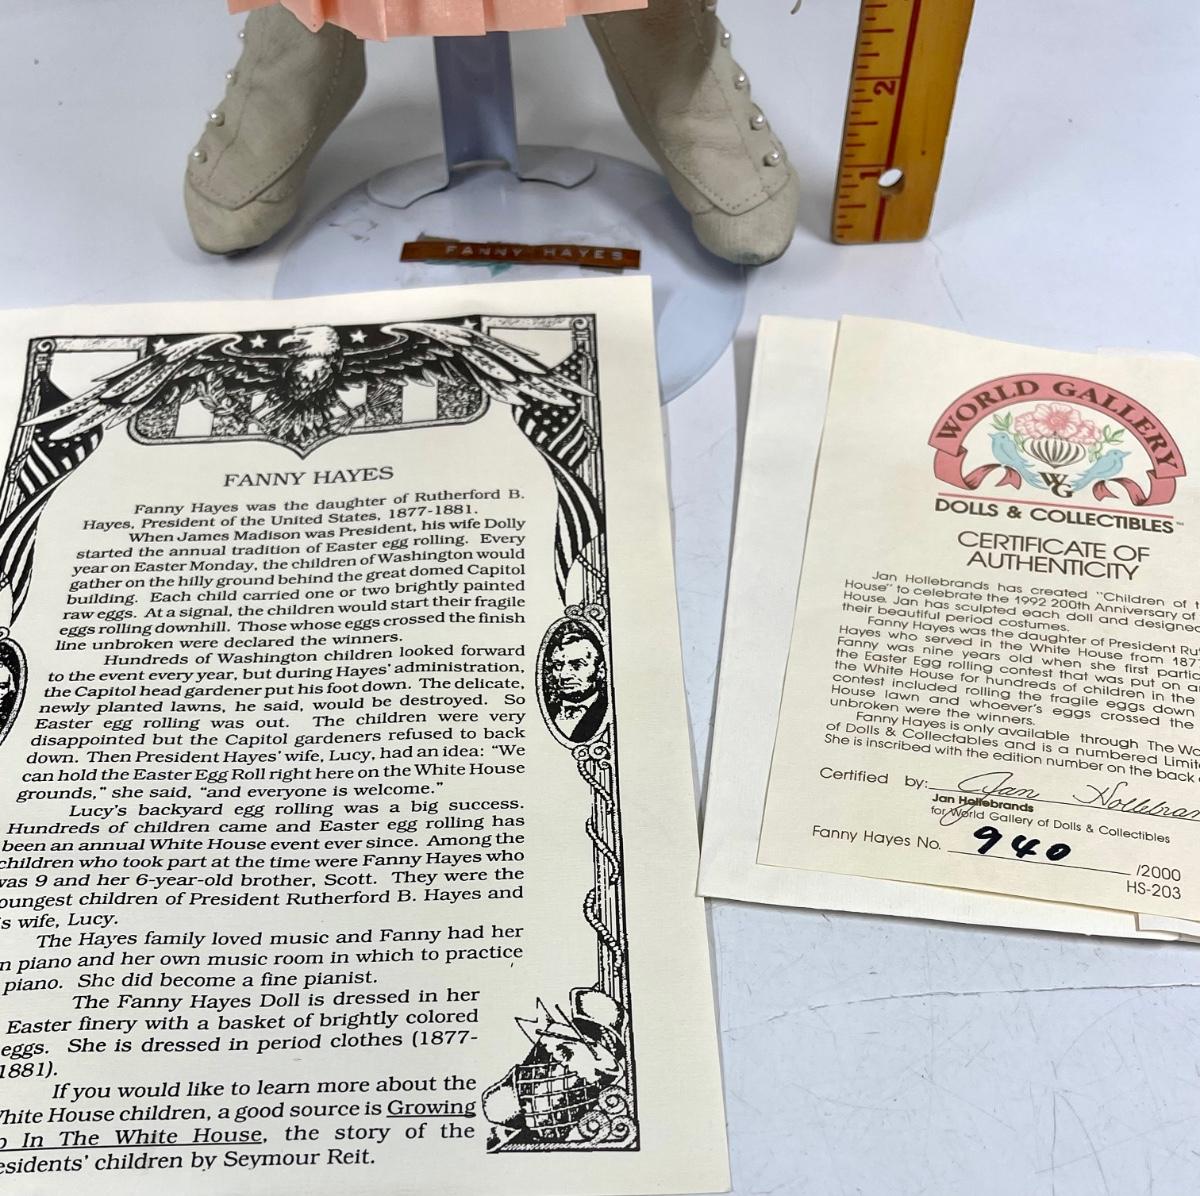 2
1
FANNY HAYES
FANNY HAYES
Fanny Hayes was the daughter of Rutherford B.
Hayes, President of the United States, 1877-1881.
When James Madison was President, his wife Dolly
started the annual tradition of Easter egg rolling. Every
year on Easter Monday, the children of Washington would
gather on the hilly ground behind the great domed Capitol
building. Each child carried one or two brightly painted
raw eggs. At a signal, the children would start their fragile
eggs rolling downhill. Those whose eggs crossed the finish
line unbroken were declared the winners.
Hundreds of Washington children looked forward
to the event every year, but during Hayes' administration,
the Capitol head gardener put his foot down. The delicate,
newly planted lawns, he said, would be destroyed. So
Easter egg rolling was out. The children were very
disappointed but the Capitol gardeners refused to back
down. Then President Hayes' wife, Lucy, had an idea: "We
can hold the Easter Egg Roll right here on the White House
grounds," she said, "and everyone is welcome."
Lucy's backyard egg rolling was a big success.
Hundreds of children came and Easter egg rolling has
been an annual White House event ever since. Among the
children who took part at the time were Fanny Hayes who
was 9 and her 6-year-old brother, Scott. They were the
oungest children of President Rutherford B. Hayes and
s wife, Lucy.
The Hayes family loved music and Fanny had her
n piano and her own music room in which to practice
piano. She did become a fine pianist.
The Fanny Hayes Doll is dressed in her
Easter finery with a basket of brightly colored
eggs. She is dressed in period clothes (1877-
1881).
If you would like to learn more about the
White House children, a good source is Growing
p In The White House, the story of the
esidents' children by Seymour Reit.
WORLD GALLERY
WG
DOLLS & COLLECTIBLES™
CERTIFICATE OF
AUTHENTICITY
Jan Hollebrands has created "Children of t
House" to celebrate the 1992 200th Anniversary of
House. Jan has sculpted each doll and designed
their beautiful period costumes.
Fanny Hayes was the daughter of President Ru
Hayes who served in the White House from 187
Fanny was nine years old when she first partic
the Easter Egg rolling contest that was put on a
the White House for hundreds of children in the
contest included rolling the fragile eggs down
House lawn and whoever's eggs crossed the
unbroken were the winners.
Fanny Hayes is only available through The Wo
of Dolls & Collectables and is a numbered Limit
She is inscribed with the edition number on the back
Certified by: Jan Hollebran
Jan Hollebrands
for World Gallery of Dolls & Collectibles
Fanny Hayes No. 940 /2000
HS-203